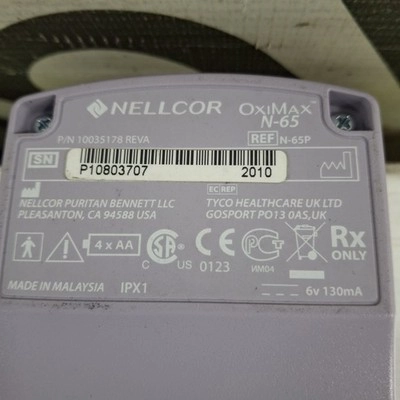 NELLCOR OXIMAX™
N-65
P/N 10035178 REVA
REF N-65P
SN
P10803707 2010
EC REP
NELLCOR PURITAN BENNETT LLC
PLEASANTON, CA 94588 USA
TYCO HEALTHCARE UK LTD
GOSPORT PO13 0AS,UK
4 x AA
C US 0123 ИМ04
Rx
ONLY
MADE IN MALAYSIA IPX1 6v 130mA